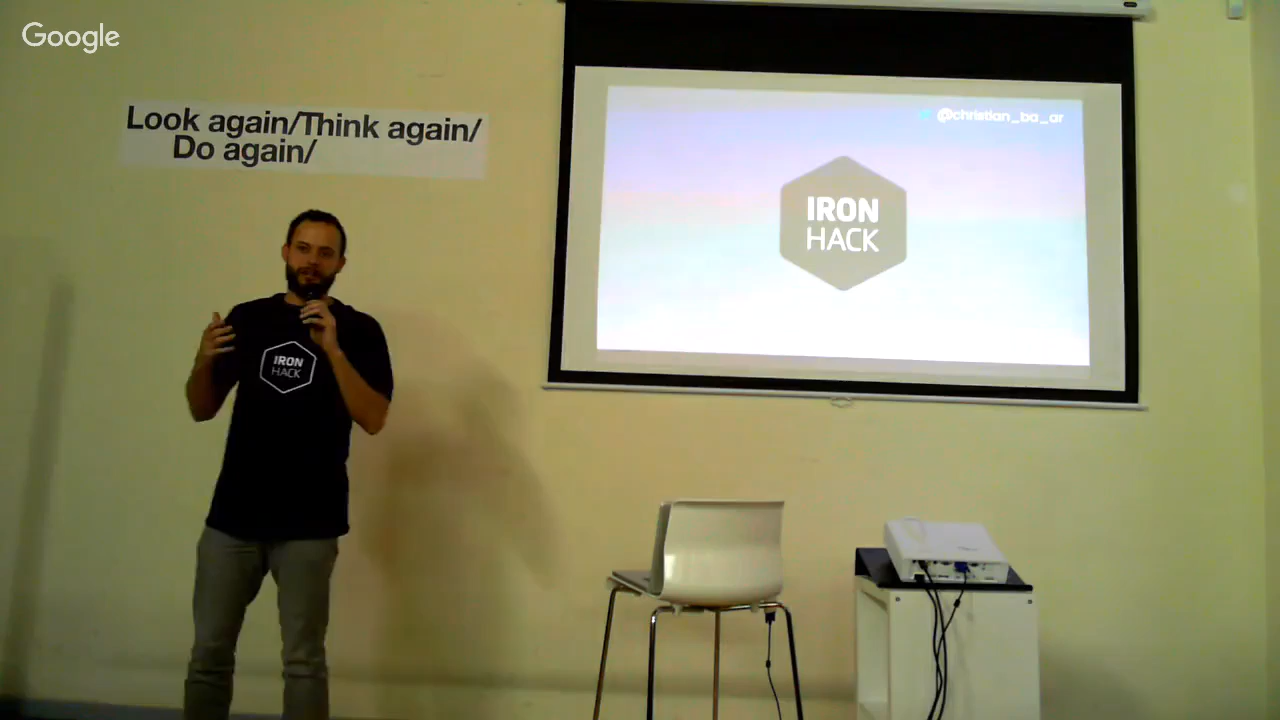 Google
Look again/Think again/
Do again/
@christian_ba_ar
IRON
HACK
IRON
HACK